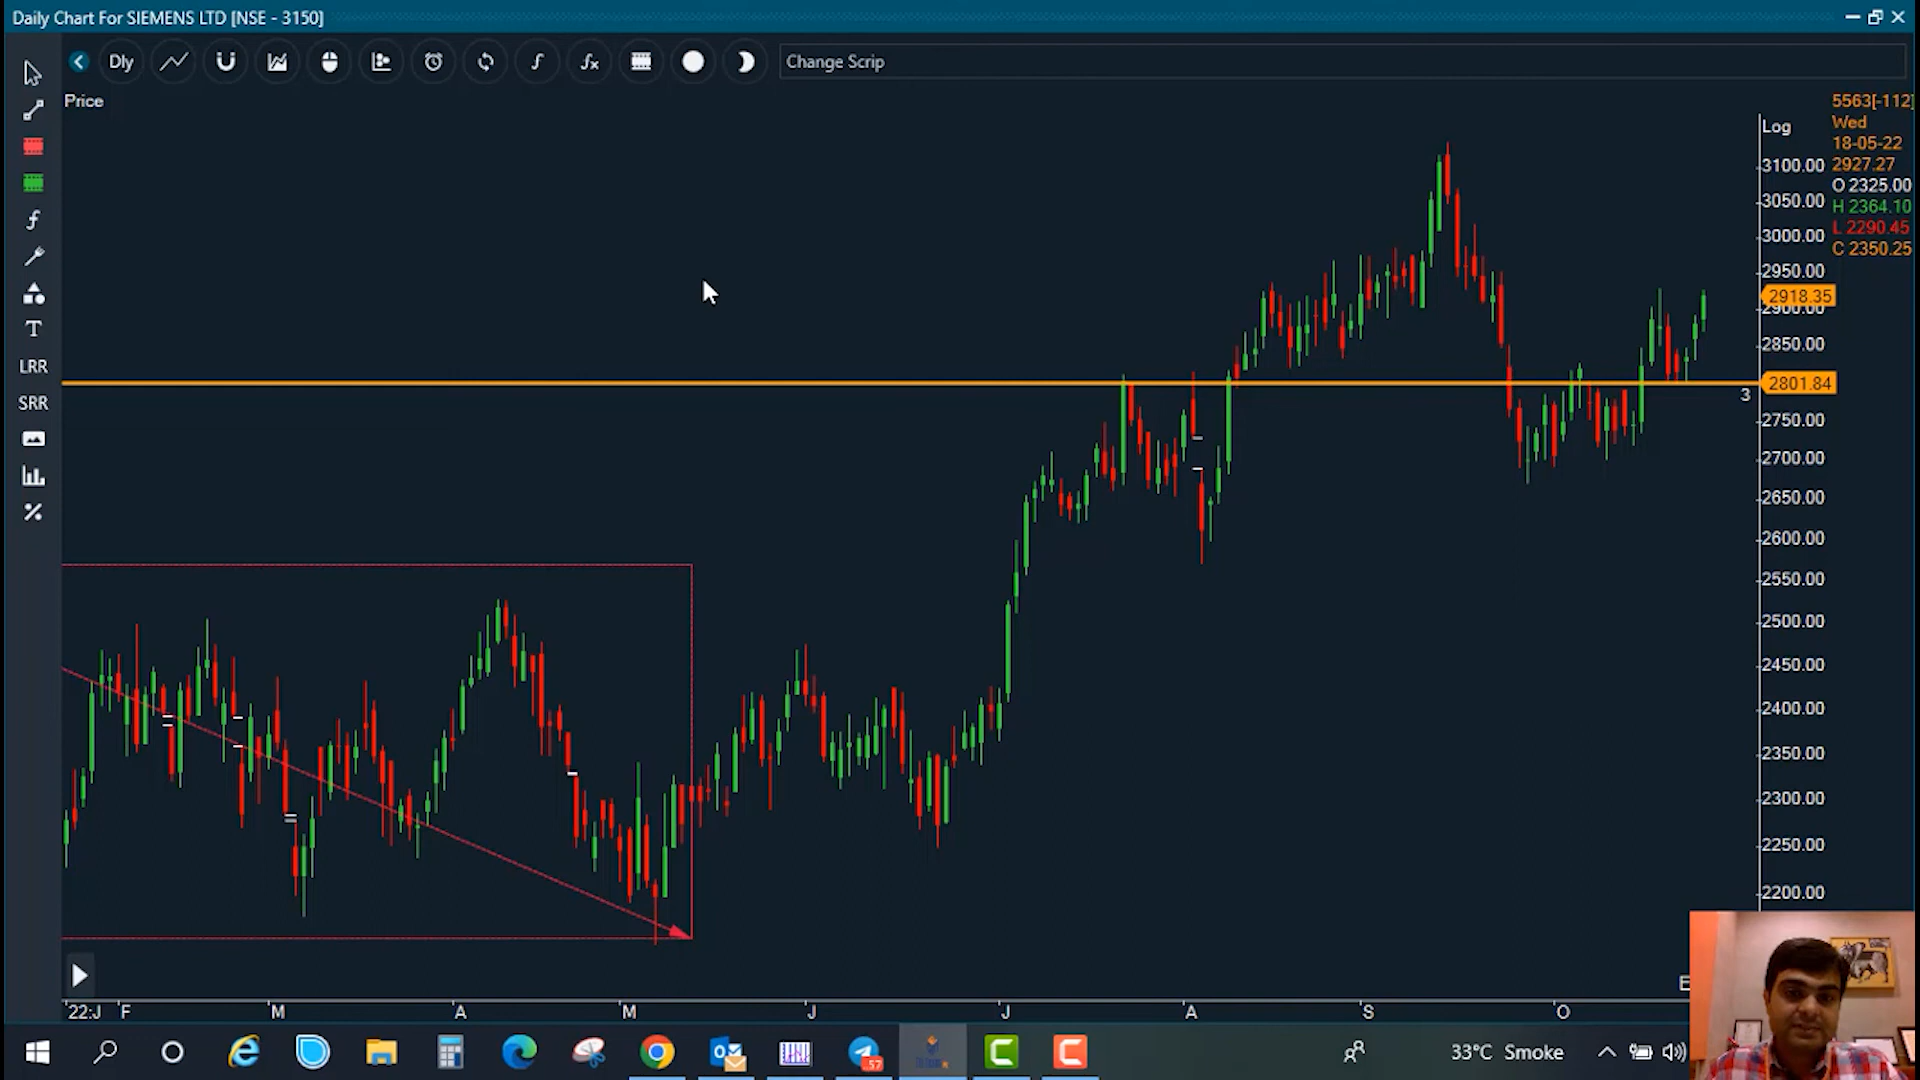 Daily Chart For SIEMENS LTD [NSE - 3150]
Dly
Change Scrip
Price
5563[-112]
Wed
18-05-22
2927.27
O 2325.00
H 2364.10
L 2290.45
C 2350.25
Log
3100.00
3050.00
3000.00
2950.00
2918.35
2900.00
2850.00
2801.84
3
2750.00
2700.00
2650.00
2600.00
2550.00
2500.00
2450.00
2400.00
2350.00
2300.00
2250.00
2200.00
T
LRR
SRR
22:J F M A M J J A S O
57
33°C Smoke